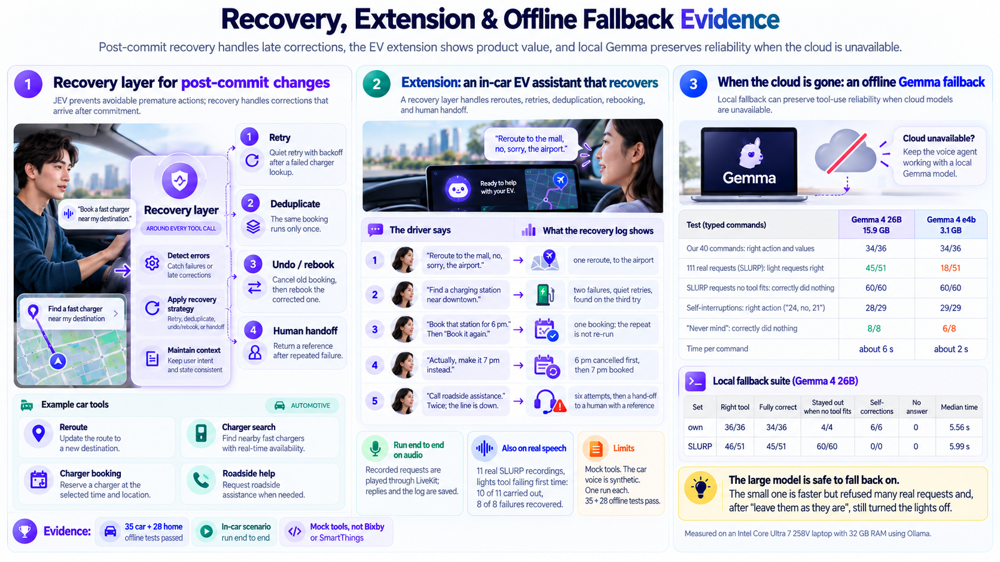 Recovery, Extension & Offline Fallback Evidence
Post-commit recovery handles late corrections, the EV extension shows product value, and local Gemma preserves reliability when the cloud is unavailable.
1
Recovery layer for post-commit changes
JEV prevents avoidable premature actions; recovery handles corrections that
arrive after commitment.
"Book a fast charger
near my destination."
Find a fast charger
near my destination
Recovery layer
AROUND EVERY TOOL CALL
Detect errors
Catch failures or
late corrections
Apply recovery
strategy
Retry, deduplicate,
undo/rebook, or handoff
Maintain context
Keep user intent
and state consistent
1
Retry
Quiet retry with backoff
after a failed charger
lookup.
2
Deduplicate
The same booking
runs only once.
3
Undo / rebook
Cancel old booking,
then rebook the
corrected one.
4
Human handoff
Return a reference
after repeated failure.
Example car tools
AUTOMOTIVE
Reroute
Update the route to
a new destination.
Charger search
Find nearby fast chargers
with real-time availability.
Charger booking
Reserve a charger at the
selected time and location.
Roadside help
Request roadside
assistance when needed.
Evidence:
35 car + 28 home
offline tests passed
In-car scenario
run end to end
Mock tools, not Bixby
or SmartThings
2
Extension: an in-car EV assistant that recovers
A recovery layer handles reroutes, retries, deduplication, rebooking,
and human handoff.
"Reroute to the mall,
no, sorry, the airport."
Ready to help
with your EV.
The driver says
What the recovery log shows
1
"Reroute to the mall, no,
sorry, the airport."
one reroute, to the airport
2
"Find a charging station
near downtown."
two failures, quiet retries,
found on the third try
3
"Book that station for 6 pm."
Then "Book it again."
one booking; the repeat
is not re-run
4
"Actually, make it 7 pm
instead."
6 pm cancelled first,
then 7 pm booked
5
"Call roadside assistance."
Twice; the line is down.
six attempts, then a hand-off
to a human with a reference
Run end to end
on audio
Recorded requests are
played through LiveKit;
replies and the log are saved.
Also on real speech
11 real SLURP recordings,
lights tool failing first time:
10 of 11 carried out,
8 of 8 failures recovered.
Limits
Mock tools. The car
voice is synthetic.
One run each.
35 + 28 offline tests pass.
3
When the cloud is gone: an offline Gemma failback
Local fallback can preserve tool-use reliability when cloud models
are unavailable.
Gemma
Cloud unavailable?
Keep the voice agent
working with a local
Gemma model.
Test (typed commands)
Gemma 4 26B
15.9 GB
Gemma 4 e4b
3.1 GB
Our 40 commands: right action and values 34/36 34/36
111 real requests (SLURP): light requests right 45/51 18/51
SLURP requests no tool fits: correctly did nothing 60/60 60/60
Self-interruptions: right action ("24, no, 21") 28/29 29/29
"Never mind": correctly did nothing 8/8 6/8
Time per command about 6 s about 2 s
Local fallback suite (Gemma 4 26B)
Set Right tool Fully correct Stayed out
when no tool fits Self-
corrections No
answer Median time
own 36/36 34/36 4/4 6/6 0 5.56 s
SLURP 46/51 45/51 60/60 0/0 0 5.99 s
The large model is safe to fall back on.
The small one is faster but refused many real requests and,
after "leave them as they are", still turned the lights off.
Measured on an Intel Core Ultra 7 258V laptop with 32 GB RAM using Ollama.